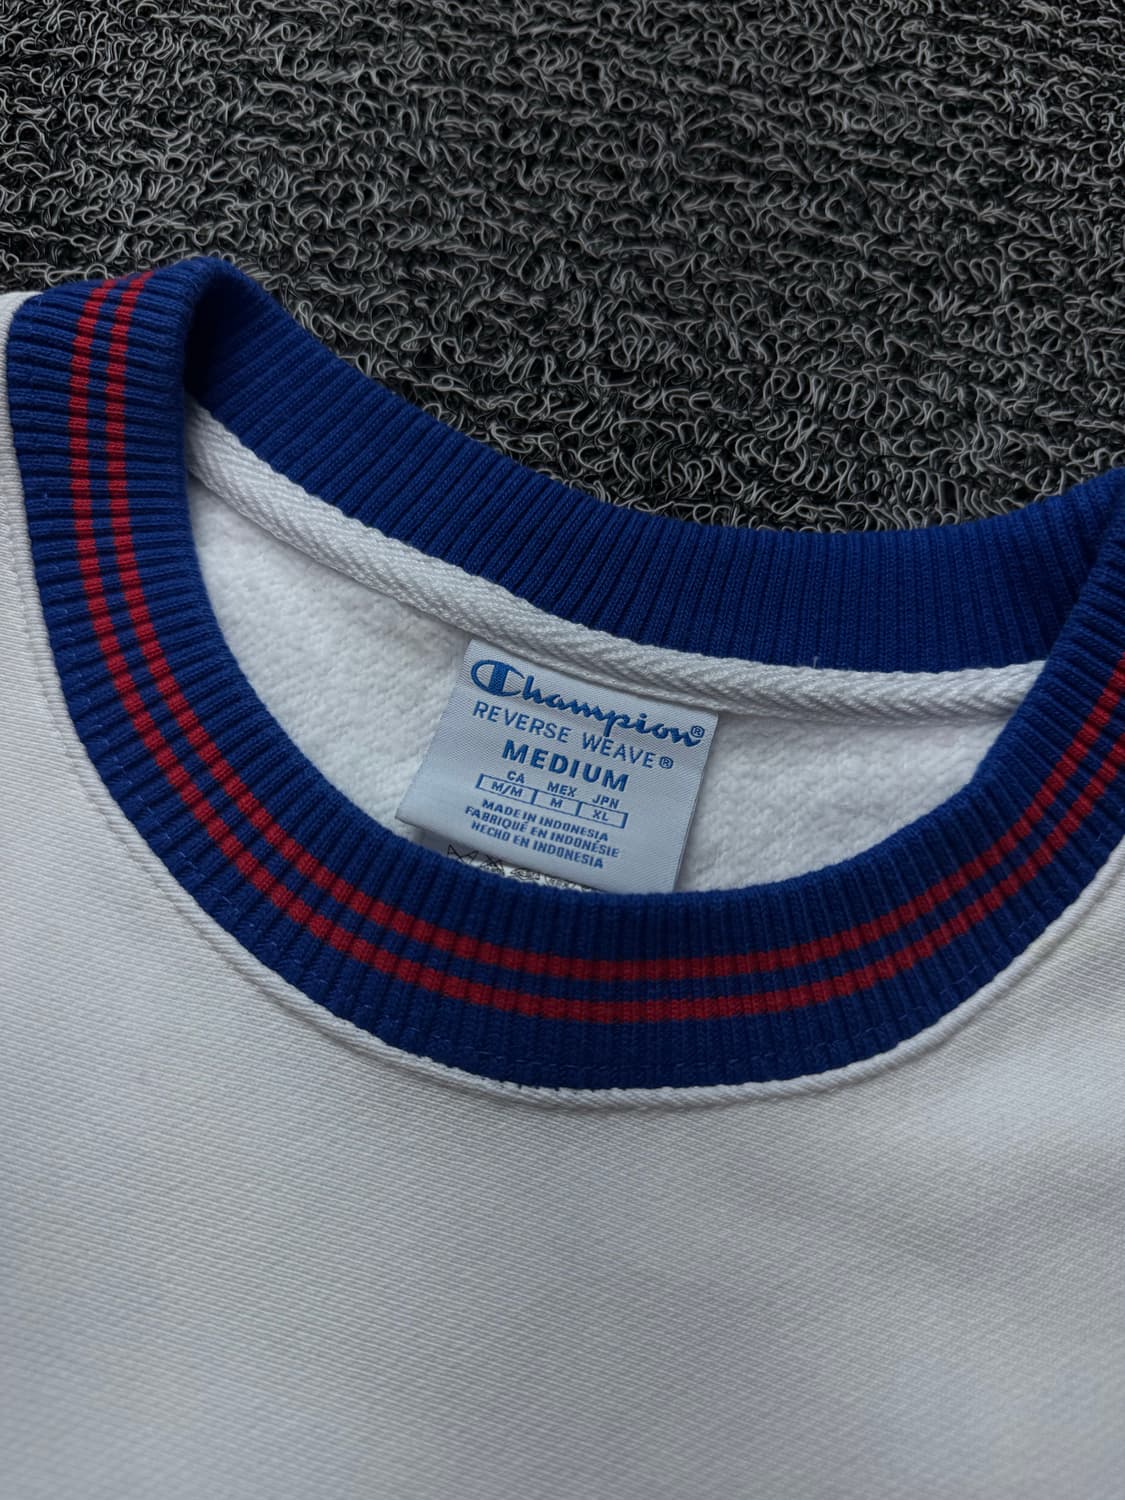 Champion®
REVERSE WEAVE®
MEDIUM
CA MEX JPN
M/M M XL
MADE IN INDONESIA
FABRIQUÉ EN INDONÉSIE
HECHO EN INDONESIA